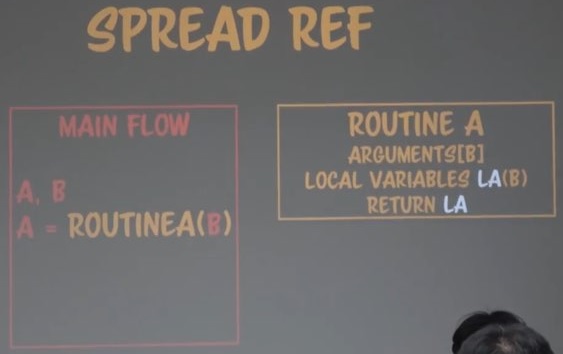 SPREAD REF
MAIN FLOW
A, B
A = ROUTINEA(B)
ROUTINE A
ARGUMENTS[B]
LOCAL VARIABLES LA(B)
RETURN LA